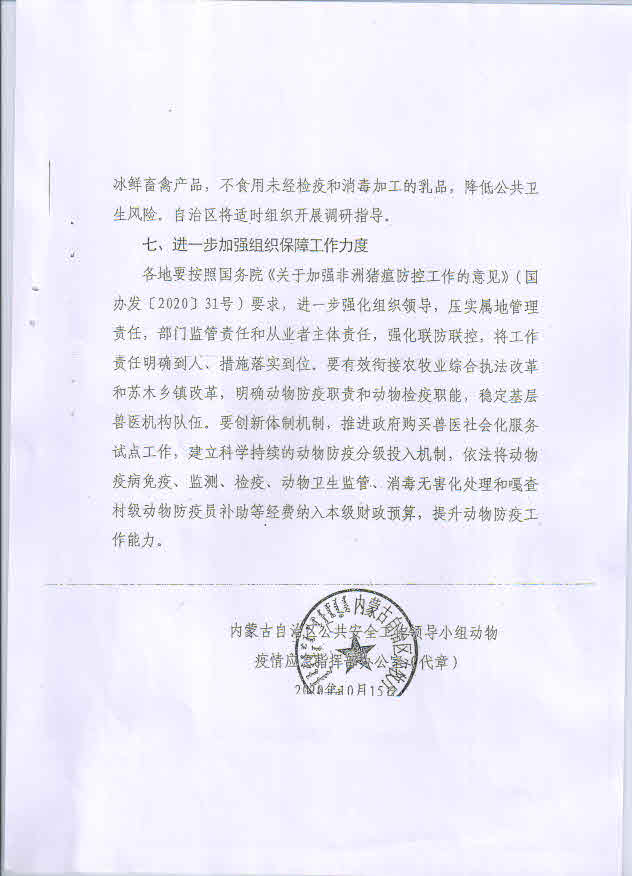 冰鲜畜禽产品，不食用未经检疫和消毒加工的乳品，降低公共卫
生风险。自治区将适时组织开展调研指导。
七、进一步加强组织保障工作力度
各地要按照国务院《关于加强非洲猪瘟防控工作的意见》（国
办发〔2020〕31号）要求，进一步强化组织领导，压实属地管理
责任，部门监管责任和从业者主体责任，强化联防联控，将工作
责任明确到人、措施落实到位。要有效衔接农牧业综合执法改革
和苏木乡镇改革，明确动物防疫职责和动物检疫职能，稳定基层
兽医机构队伍。要创新体制机制，推进政府购买兽医社会化服务
试点工作，建立科学持续的动物防疫分级投入机制，依法将动物
疫病免疫、监测、检疫、动物卫生监管、消毒无害化处理和嘎查
村级动物防疫员补助等经费纳入本级财政预算，提升动物防疫工
作能力。
内蒙古自治区公共安全工作领导小组动物
疫情应急指挥部办公室（代章）
2020年10月15日
内蒙古自治区